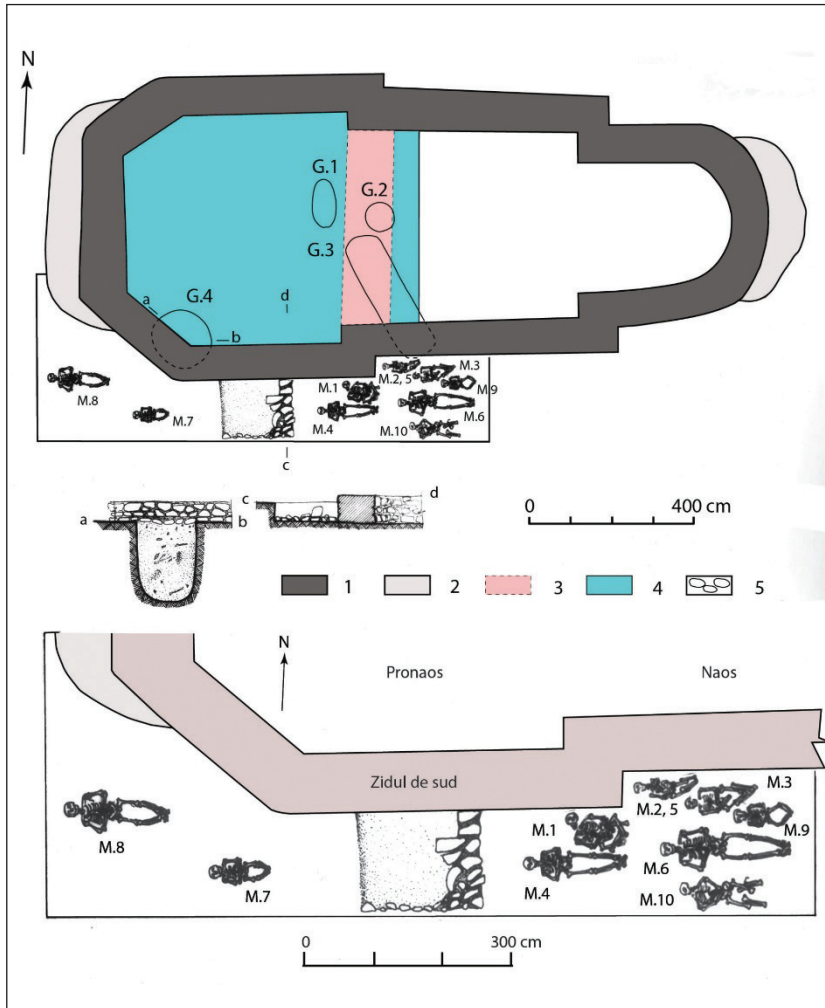 N
G.1
G.2
G.3
G.4
a
b
d
M.8
M.7
M.1
M.4
M.2, 5
M.3
M.9
M.6
M.10
c
a
b
c
d
0 400 cm
1 2 3 4 5
N
Pronaos Naos
Zidul de sud
M.8
M.7
M.1
M.4
M.2, 5
M.3
M.9
M.6
M.10
0 300 cm